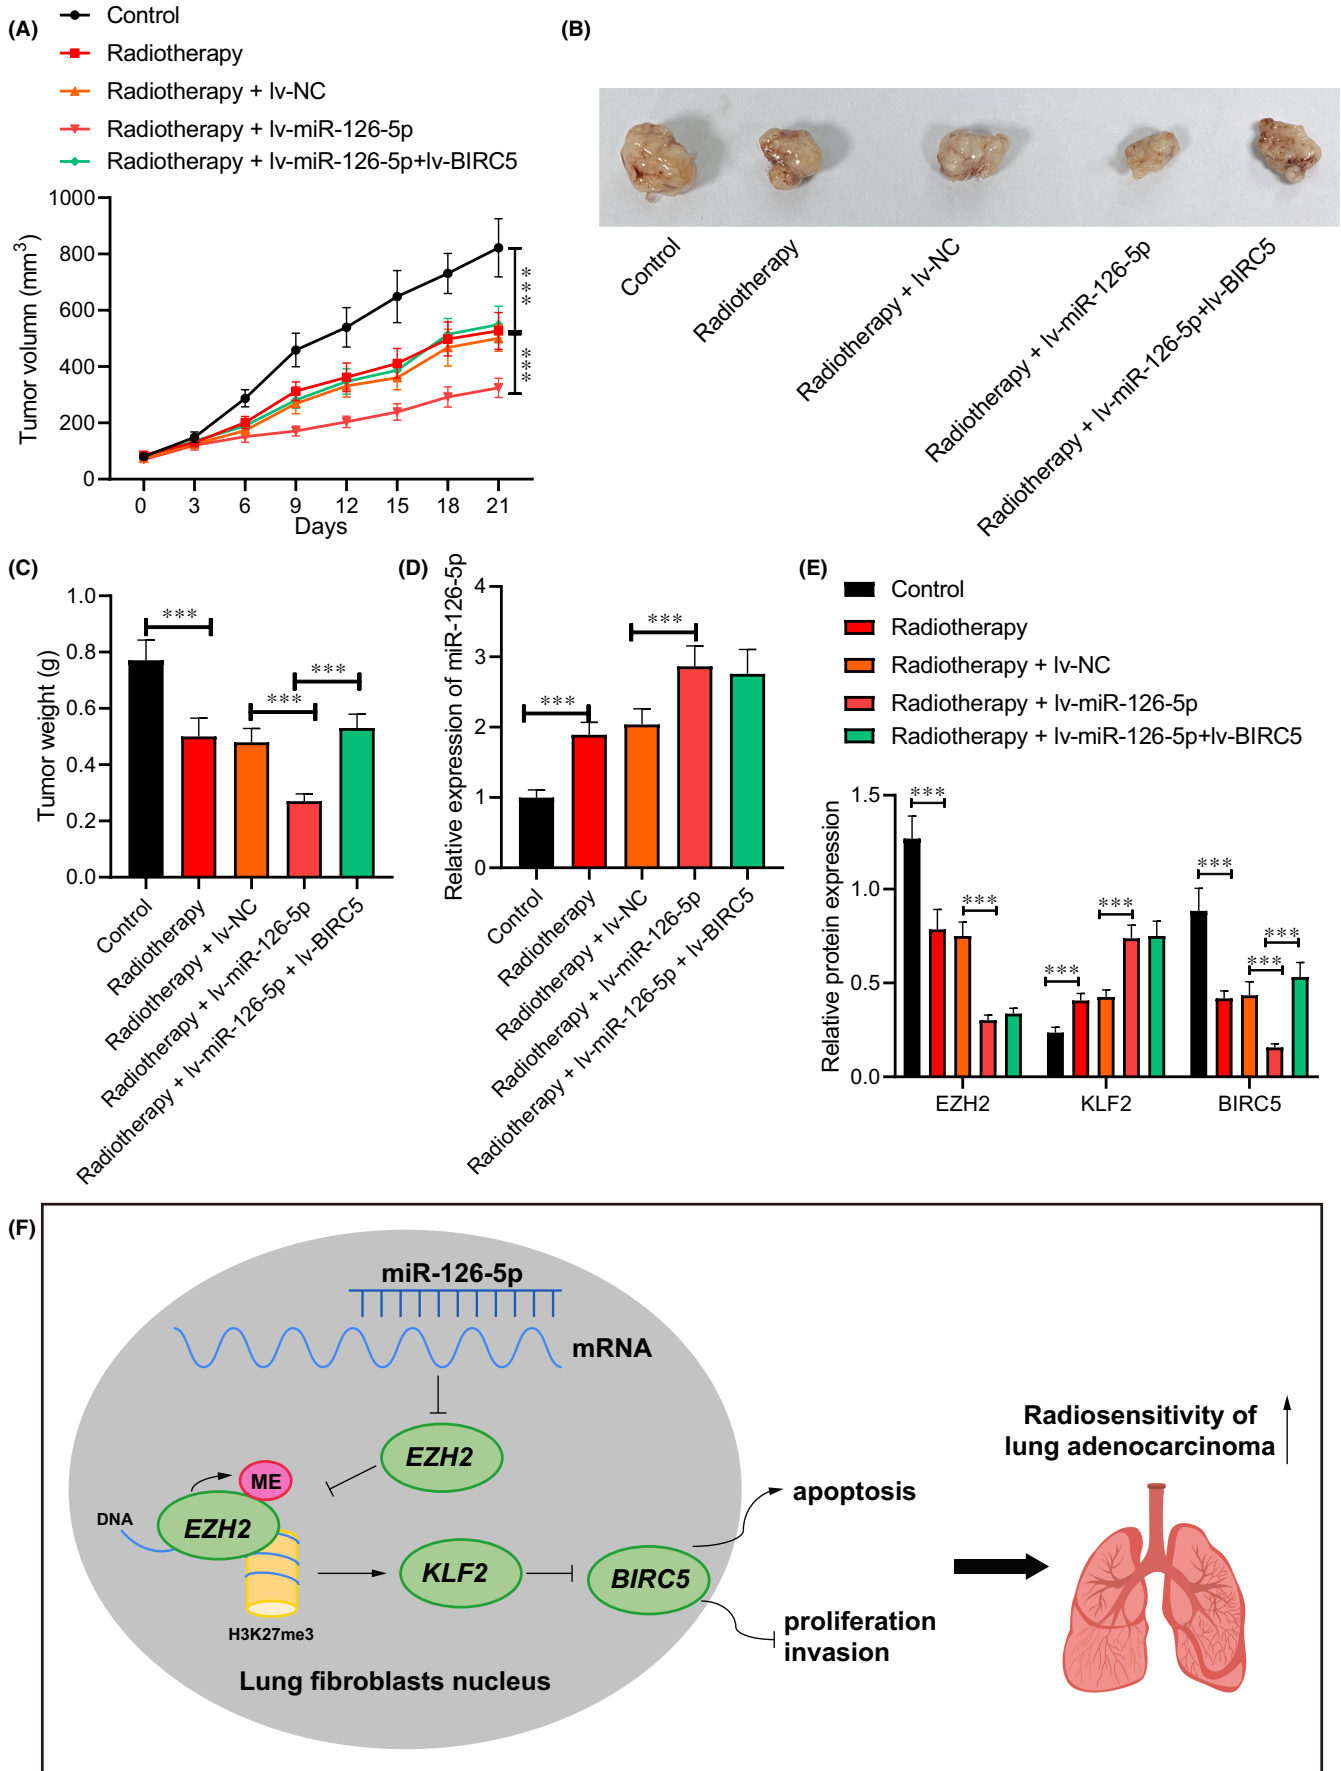 (A)
Control
Radiotherapy
Radiotherapy + lv-NC
Radiotherapy + lv-miR-126-5p
Radiotherapy + lv-miR-126-5p+lv-BIRC5
Tumor volumn (mm3)
1000
800
600
400
200
0
***
***
0 3 6 9 12 15 18 21
Days
(B)
Control
Radiotherapy
Radiotherapy + lv-NC
Radiotherapy + lv-miR-126-5p
Radiotherapy + lv-miR-126-5p+lv-BIRC5
(C)
Tumor weight (g)
1.0
0.8
0.6
0.4
0.2
0.0
***
***
***
Control
Radiotherapy
Radiotherapy + lv-NC
Radiotherapy + lv-miR-126-5p
Radiotherapy + lv-miR-126-5p + lv-BIRC5
(D)
Relative expression of miR-126-5p
4
3
2
1
0
***
***
Control
Radiotherapy
Radiotherapy + lv-NC
Radiotherapy + lv-miR-126-5p
Radiotherapy + lv-miR-126-5p + lv-BIRC5
(E)
Control
Radiotherapy
Radiotherapy + lv-NC
Radiotherapy + lv-miR-126-5p
Radiotherapy + lv-miR-126-5p+lv-BIRC5
Relative protein expression
1.5
1.0
0.5
0.0
***
***
***
***
***
***
***
EZH2 KLF2 BIRC5
(F)
miR-126-5p
mRNA
EZH2
ME
DNA
EZH2
H3K27me3
KLF2
BIRC5
Lung fibroblasts nucleus
apoptosis
proliferation
invasion
Radiosensitivity of
lung adenocarcinoma